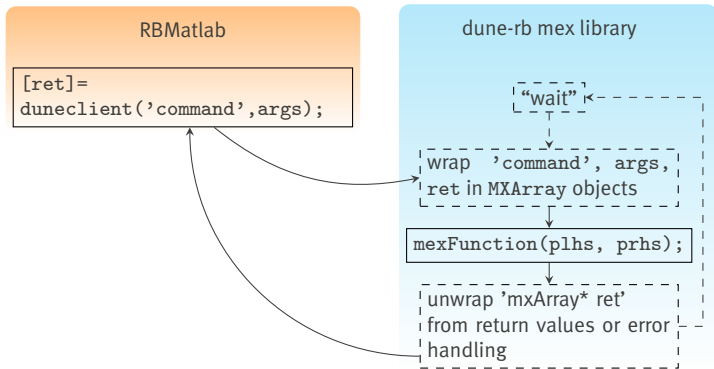 RBMatlab
[ret]=
duneclient('command',args);
dune-rb mex library
“wait”
wrap 'command', args,
ret in MXArray objects
mexFunction(plhs, prhs);
unwrap 'mxArray* ret'
from return values or error
handling